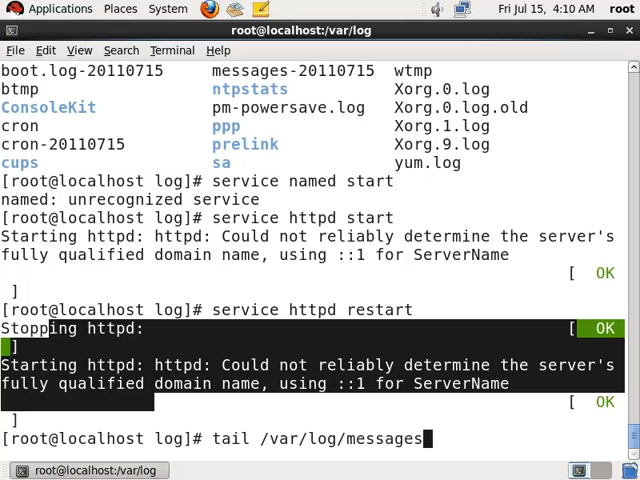 Applications Places System Fri Jul 15, 4:10 AM root
root@localhost:/var/log
File Edit View Search Terminal Help
boot.log-20110715 messages-20110715 wtmp
btmp ntpstats Xorg.0.log
ConsoleKit pm-powersave.log Xorg.0.log.old
cron ppp Xorg.1.log
cron-20110715 prelink Xorg.9.log
cups sa yum.log
[root@localhost log]# service named start
named: unrecognized service
[root@localhost log]# service httpd start
Starting httpd: httpd: Could not reliably determine the server's
fully qualified domain name, using ::1 for ServerName
[ OK
]
[root@localhost log]# service httpd restart
Stopping httpd: [ OK
]
Starting httpd: httpd: Could not reliably determine the server's
fully qualified domain name, using ::1 for ServerName
[ OK
]
[root@localhost log]# tail /var/log/messages
root@localhost:/var/log